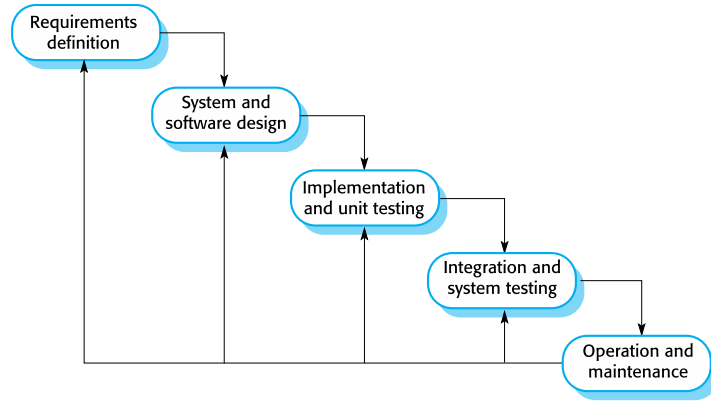 Requirements
definition
System and
software design
Implementation
and unit testing
Integration and
system testing
Operation and
maintenance